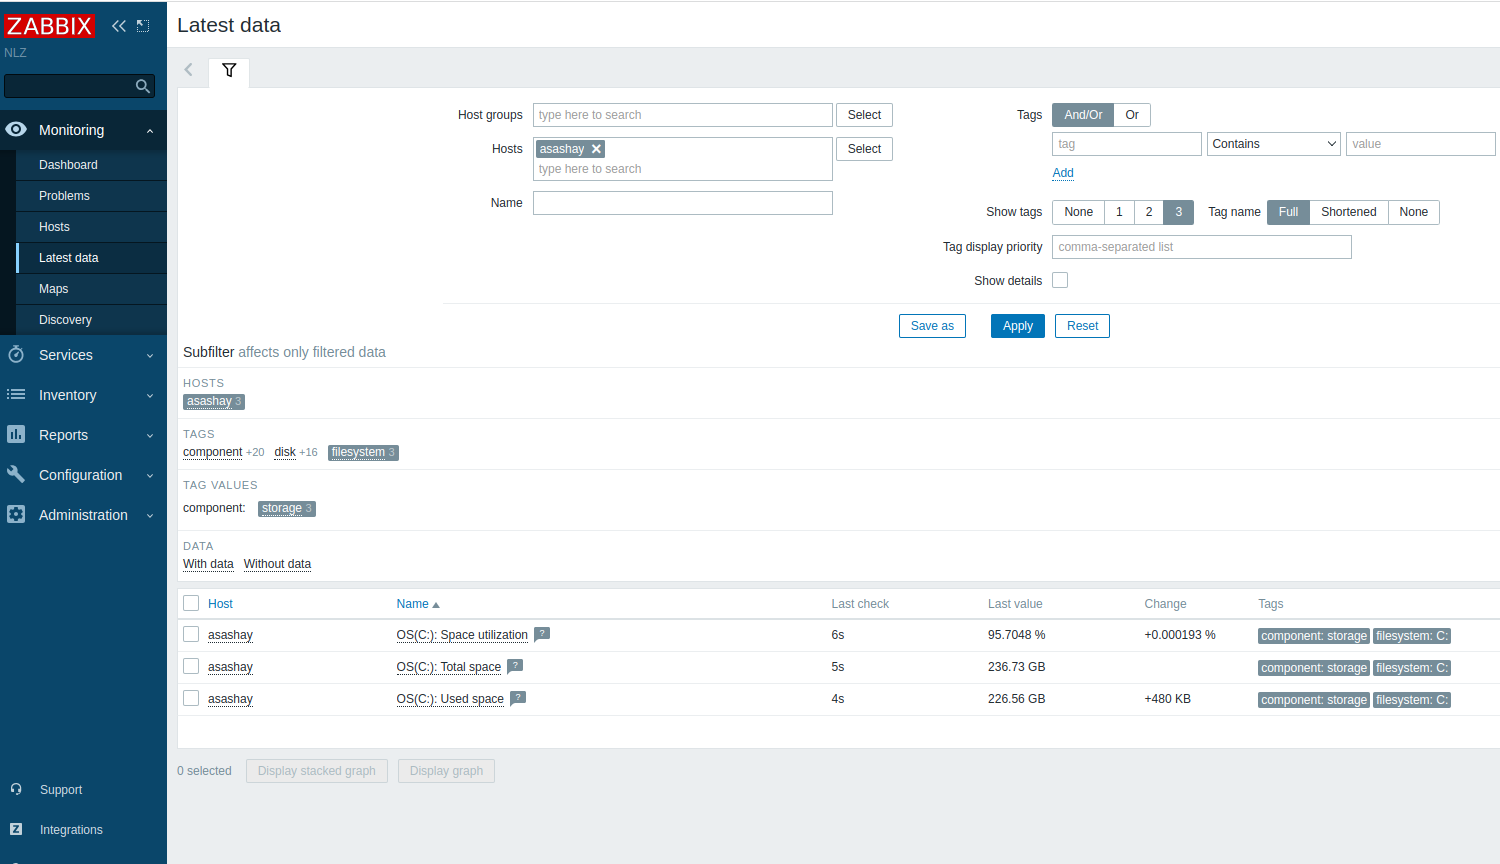 ZABBIX
NLZ
Monitoring
Dashboard
Problems
Hosts
Latest data
Maps
Discovery
Services
Inventory
Reports
Configuration
Administration
Support
Integrations
Latest data
Host groups type here to search Select
Hosts asashay type here to search Select
Name
Tags And/Or Or
tag Contains value
Add
Show tags None 1 2 3 Tag name Full Shortened None
Tag display priority comma-separated list
Show details
Save as Apply Reset
Subfilter affects only filtered data
HOSTS
asashay 3
TAGS
component +20 disk +16 filesystem 3
TAG VALUES
component: storage 3
DATA
With data Without data
Host Name Last check Last value Change Tags
asashay OS(C:): Space utilization ? 6s 95.7048 % +0.000193 % component: storage filesystem: C:
asashay OS(C:): Total space ? 5s 236.73 GB component: storage filesystem: C:
asashay OS(C:): Used space ? 4s 226.56 GB +480 KB component: storage filesystem: C:
0 selected Display stacked graph Display graph